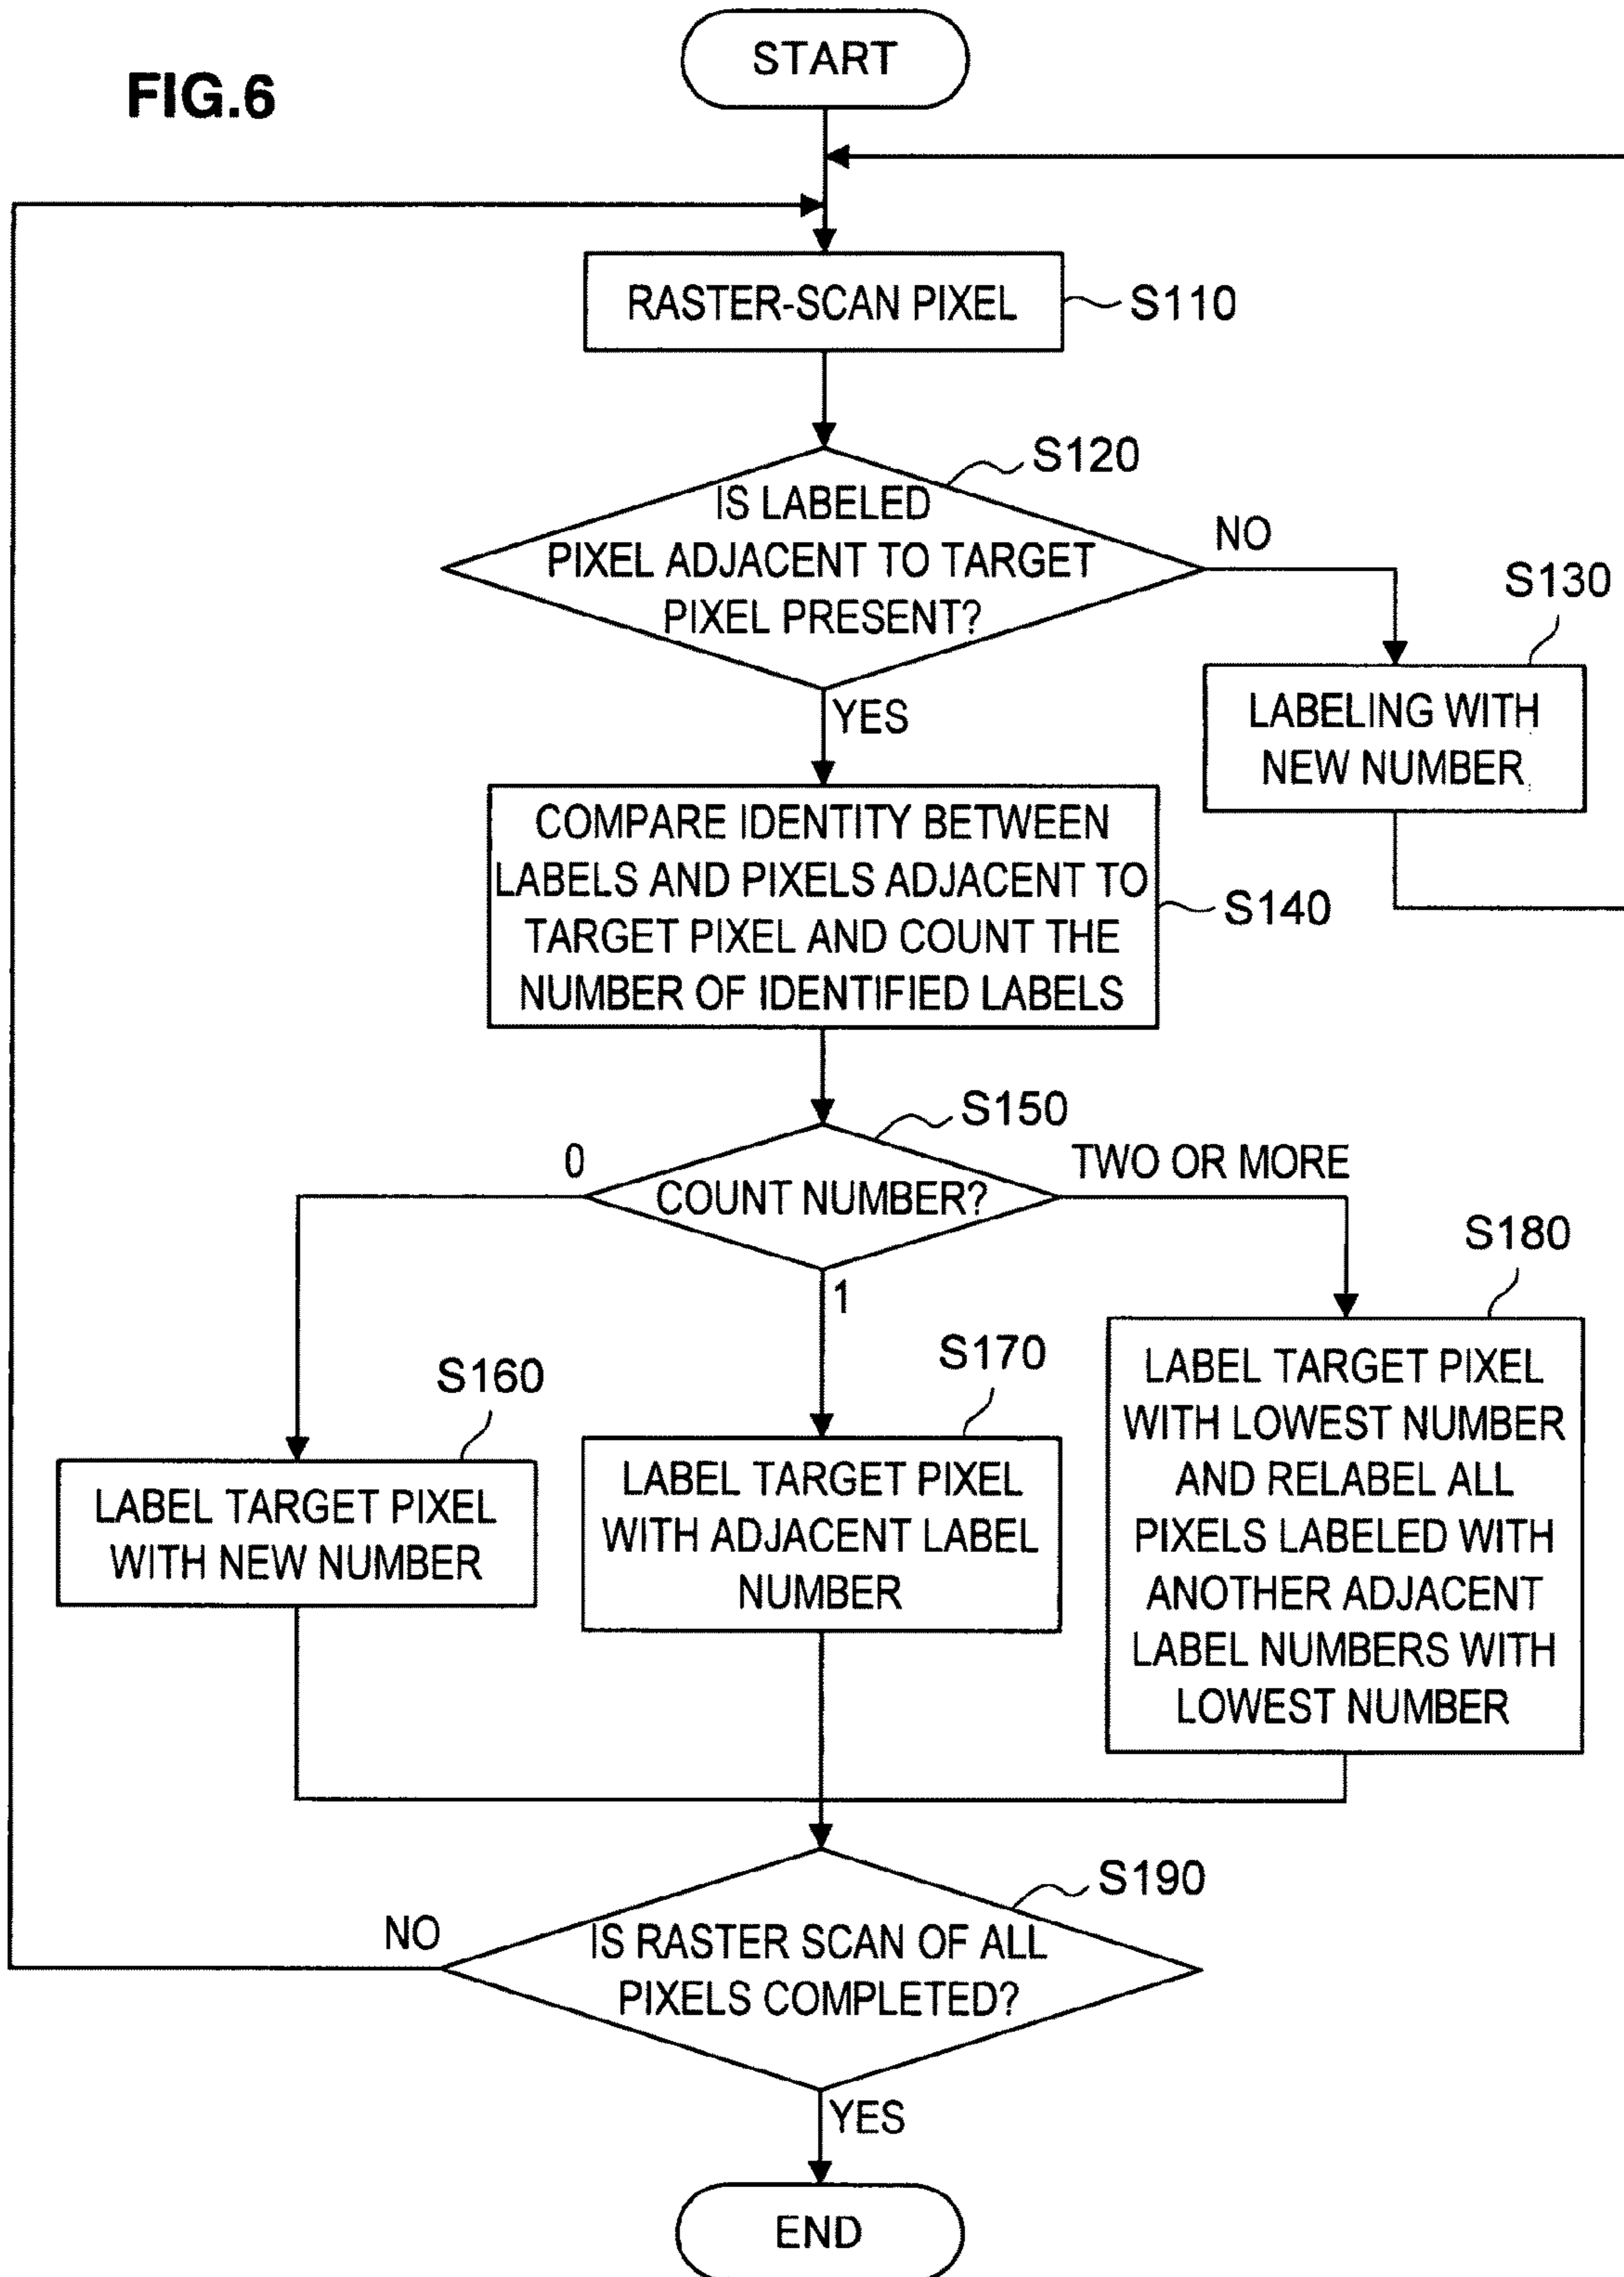 FIG.6
START
RASTER-SCAN PIXEL
S110
S120
IS LABELED
PIXEL ADJACENT TO TARGET
PIXEL PRESENT?
NO
S130
LABELING WITH
NEW NUMBER
YES
COMPARE IDENTITY BETWEEN
LABELS AND PIXELS ADJACENT TO
TARGET PIXEL AND COUNT THE
NUMBER OF IDENTIFIED LABELS
S140
S150
0
COUNT NUMBER?
TWO OR MORE
1
S160
LABEL TARGET PIXEL
WITH NEW NUMBER
S170
LABEL TARGET PIXEL
WITH ADJACENT LABEL
NUMBER
S180
LABEL TARGET PIXEL
WITH LOWEST NUMBER
AND RELABEL ALL
PIXELS LABELED WITH
ANOTHER ADJACENT
LABEL NUMBERS WITH
LOWEST NUMBER
S190
NO
IS RASTER SCAN OF ALL
PIXELS COMPLETED?
YES
END